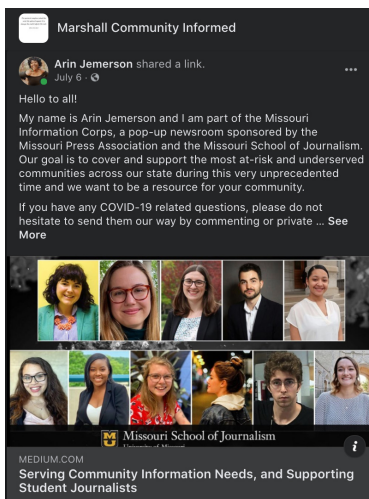 Marshall Community Informed
Arin Jemerson shared a link.
July 6 ·
Hello to all!
My name is Arin Jemerson and I am part of the Missouri
Information Corps, a pop-up newsroom sponsored by the
Missouri Press Association and the Missouri School of Journalism.
Our goal is to cover and support the most at-risk and underserved
communities across our state during this very unprecedented
time and we want to be a resource for your community.
If you have any COVID-19 related questions, please do not
hesitate to send them our way by commenting or private ... See
More
Missouri School of Journalism
University of Missouri
MEDIUM.COM
Serving Community Information Needs, and Supporting
Student Journalists